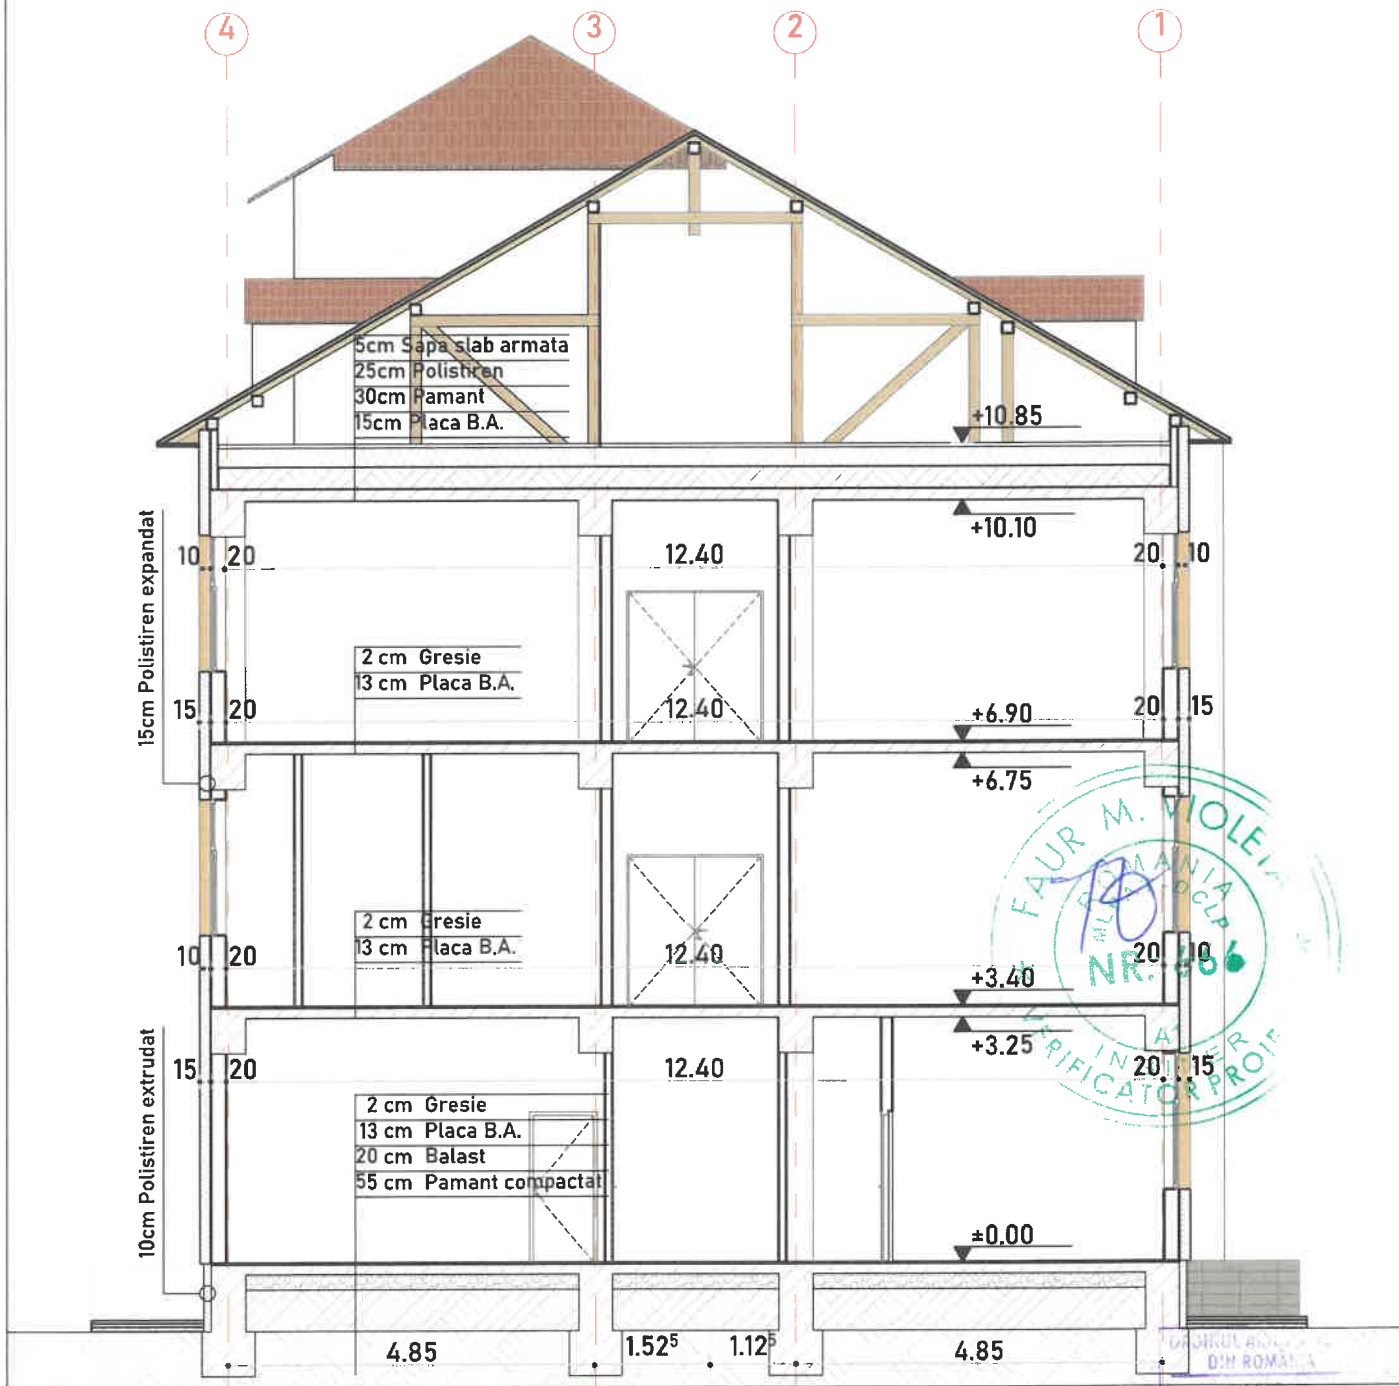 4 3 2 1
5cm Sapa slab armata
25cm Polistiren
30cm Pamant
15cm Placa B.A.
+10.85
+10.10
15cm Polistiren expandat
10 20 12.40 20 10
2 cm Gresie
13 cm Placa B.A.
15 20 12.40 20 15
+6.90
+6.75
FAUR M. VIOLETA
ROMANIA
2 cm Gresie
13 cm Placa B.A.
10 20 12.40 20 10
NR.
+3.40
+3.25
INGINER
VERIFICATOR PROIECTE
10cm Polistiren extrudat
15 20 12.40 20 15
2 cm Gresie
13 cm Placa B.A.
20 cm Balast
55 cm Pamant compactat
±0.00
4.85 1.52⁵ 1.12⁵ 4.85
DIN ROMANIA